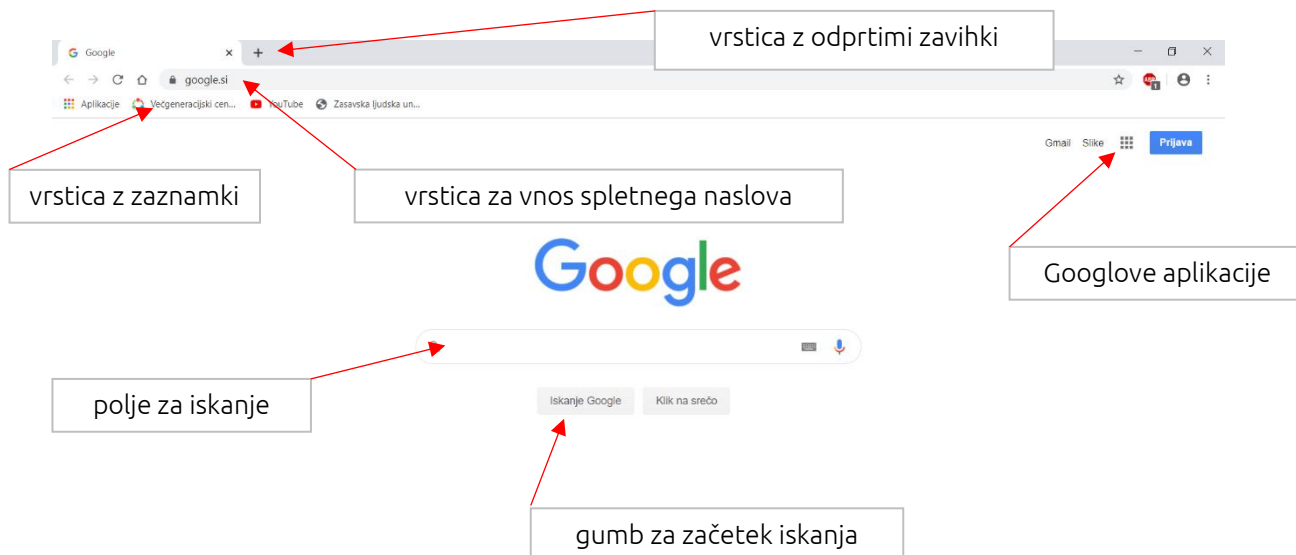 vrstica z odprtimi zavihki
Google
google.si
Aplikacije Večgeneracijski cen... YouTube Zasavska ljudska un...
Gmail Slike Prijava
vrstica z zaznamki
vrstica za vnos spletnega naslova
Google
Googlove aplikacije
polje za iskanje
Iskanje Google Klik na srečo
gumb za začetek iskanja